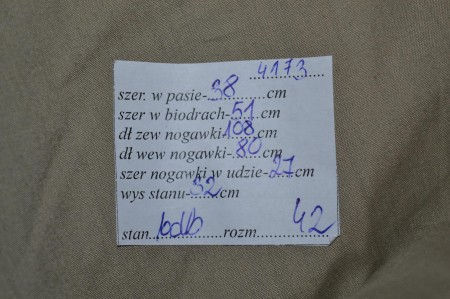 4173
szer. w pasie-38 cm
szer w biodrach-51 cm
dł zew nogawki 108 cm
dł wew nogawki-80 cm
szer nogawki w udzie-27 cm
wys stanu-32 cm
stan bdb rozm. 42